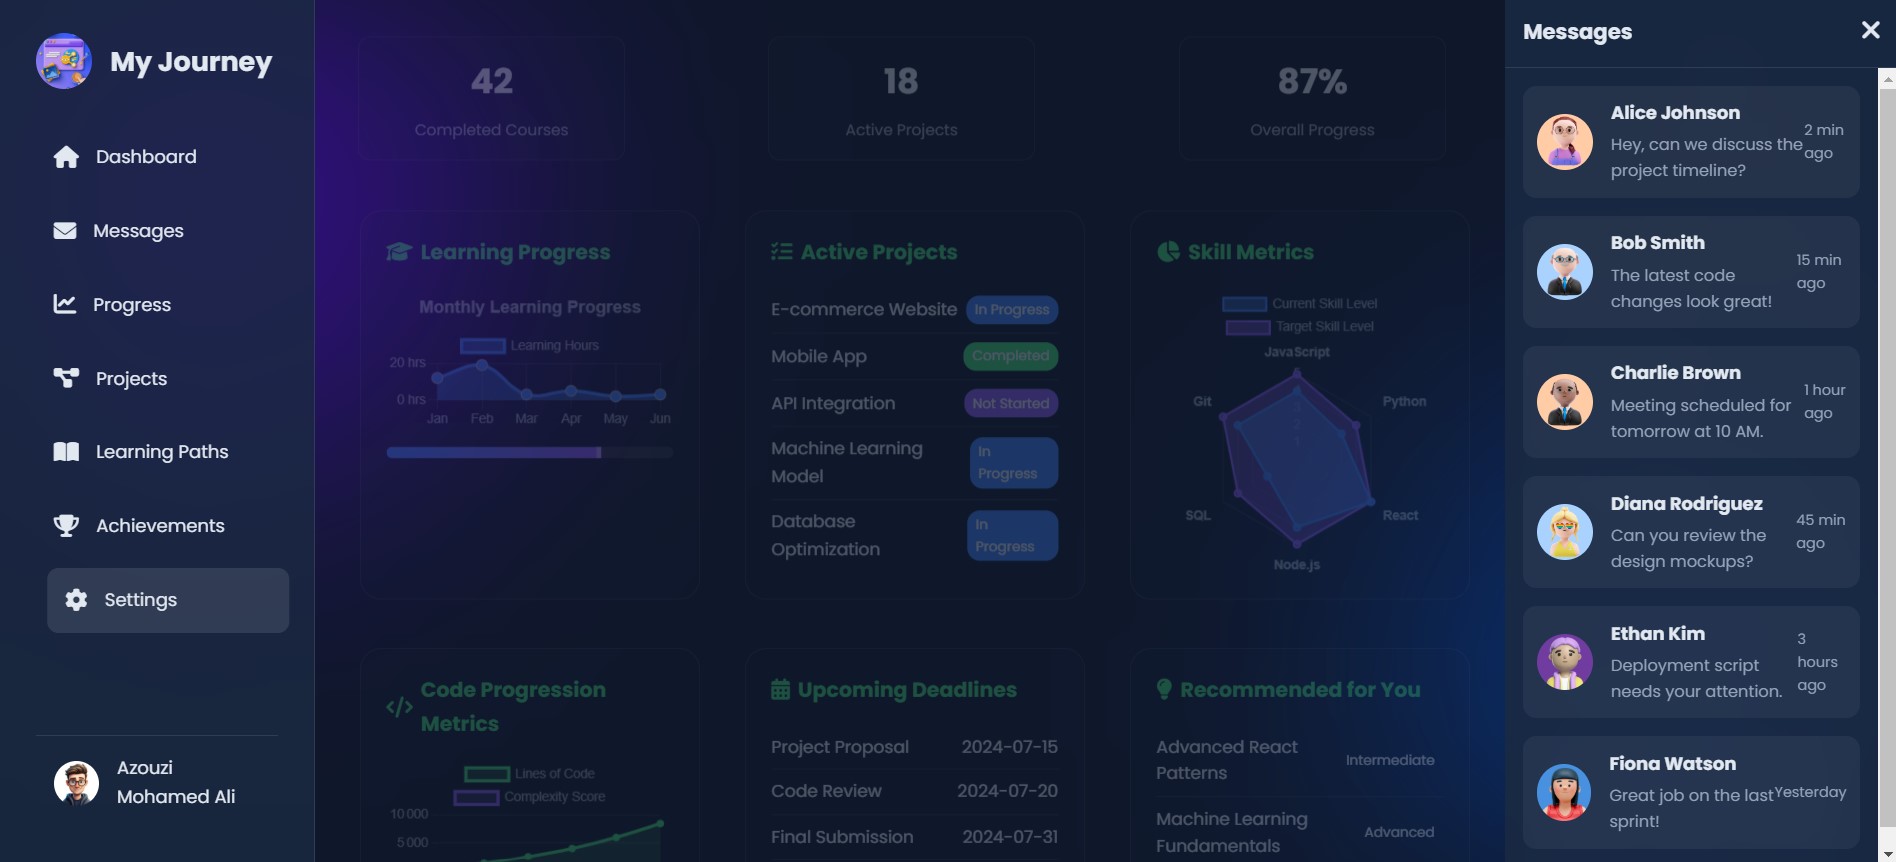 My Journey
Dashboard
Messages
Progress
Projects
Learning Paths
Achievements
Settings
Azouzi
Mohamed Ali
42
Completed Courses
18
Active Projects
87%
Overall Progress
Learning Progress
Monthly Learning Progress
Learning Hours
20 hrs
0 hrs
Jan Feb Mar Apr May Jun
Active Projects
E-commerce Website In Progress
Mobile App Completed
API Integration Not Started
Machine Learning
Model
In
Progress
Database
Optimization
In
Progress
Skill Metrics
Current Skill Level
Target Skill Level
JavaScript
Python
React
Node.js
SQL
Git
Code Progression
Metrics
Lines of Code
Complexity Score
10 000
5 000
Upcoming Deadlines
Project Proposal 2024-07-15
Code Review 2024-07-20
Final Submission 2024-07-31
Recommended for You
Advanced React
Patterns
Intermediate
Machine Learning
Fundamentals
Advanced
Messages
Alice Johnson
Hey, can we discuss the
project timeline?
2 min
ago
Bob Smith
The latest code
changes look great!
15 min
ago
Charlie Brown
Meeting scheduled for
tomorrow at 10 AM.
1 hour
ago
Diana Rodriguez
Can you review the
design mockups?
45 min
ago
Ethan Kim
Deployment script
needs your attention.
3
hours
ago
Fiona Watson
Great job on the last
sprint!
Yesterday